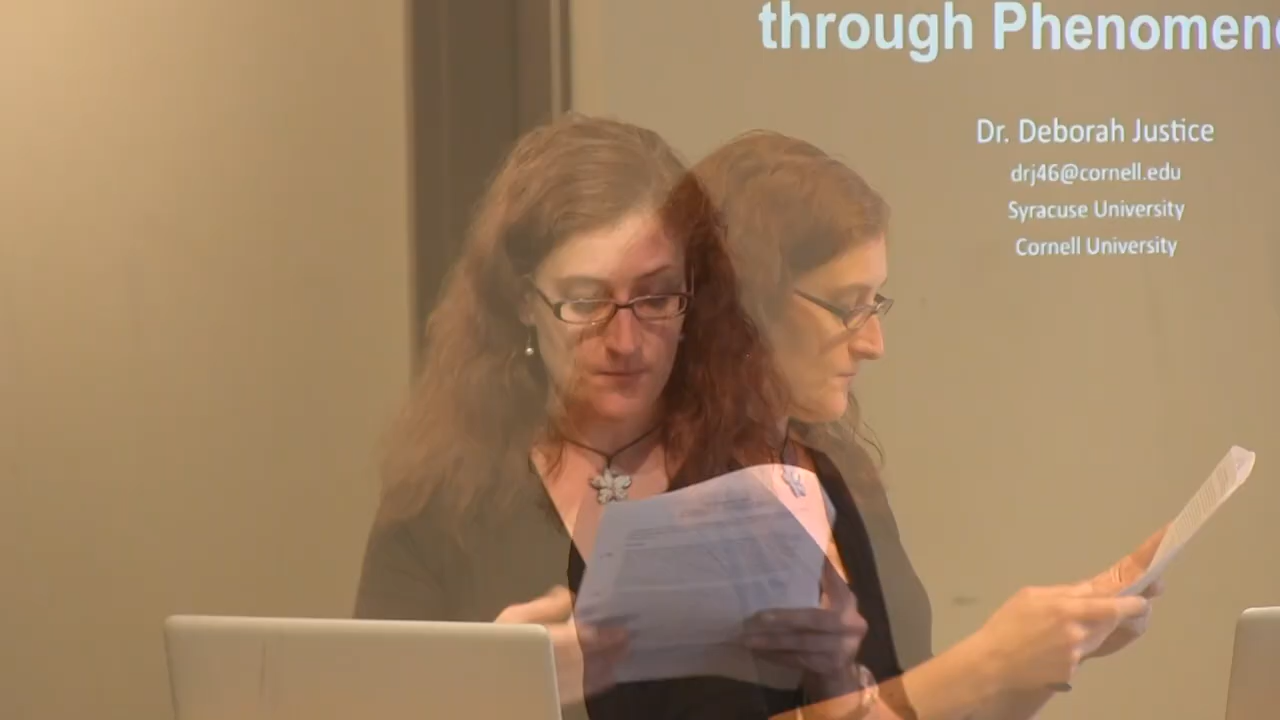 through Phenomen
Dr. Deborah Justice
drj46@cornell.edu
Syracuse University
Cornell University